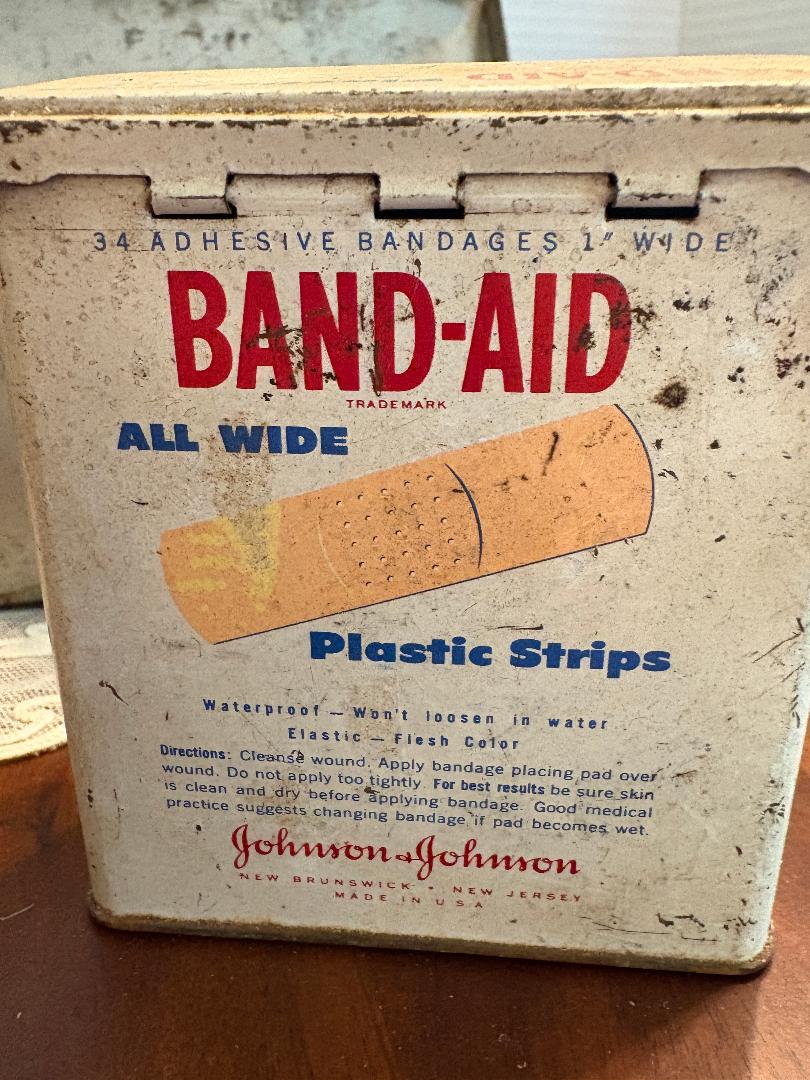 BAND-AID
34 ADHESIVE BANDAGES 1" WIDE
BAND-AID
TRADEMARK
ALL WIDE
Plastic Strips
Waterproof — Won't loosen in water
Elastic — Flesh Color
Directions: Cleanse wound. Apply bandage placing pad over
wound. Do not apply too tightly. For best results be sure skin
is clean and dry before applying bandage. Good medical
practice suggests changing bandage if pad becomes wet.
Johnson & Johnson
NEW BRUNSWICK • NEW JERSEY
MADE IN USA